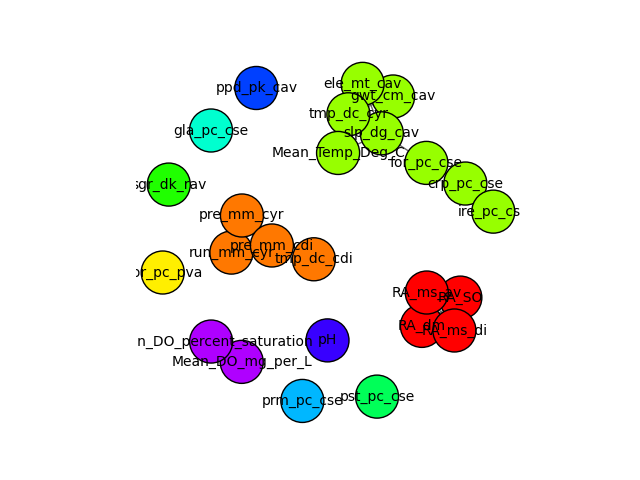 ele_mt_cav
ppd_pk_cav
gwt_cm_cav
tmp_dc_cyr
gla_pc_cse
slp_dg_cav
Mean_Temp_Deg_C
for_pc_cse
crp_pc_cse
sgr_dk_rav
ire_pc_cs
pre_mm_cyr
pre_mm_cdi
run_mm_cyr
tmp_dc_cdi
or_pc_pva
RA_ms_av
RA_SO
RA_dm
RA_ms_di
n_DO_percent_saturation
pH
Mean_DO_mg_per_L
prm_pc_cse
pst_pc_cse